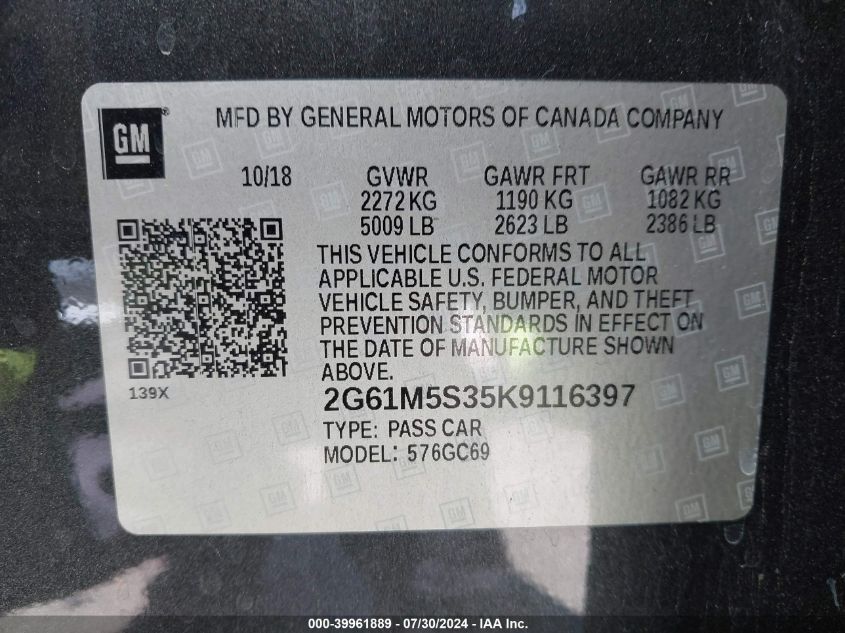 GM
MFD BY GENERAL MOTORS OF CANADA COMPANY
10/18 GVWR GAWR FRT GAWR RR
2272 KG 1190 KG 1082 KG
5009 LB 2623 LB 2386 LB
THIS VEHICLE CONFORMS TO ALL
APPLICABLE U.S. FEDERAL MOTOR
VEHICLE SAFETY, BUMPER, AND THEFT
PREVENTION STANDARDS IN EFFECT ON
THE DATE OF MANUFACTURE SHOWN
ABOVE.
139X
2G61M5S35K9116397
TYPE: PASS CAR
MODEL: 576GC69
000-39961889 - 07/30/2024 - IAA Inc.